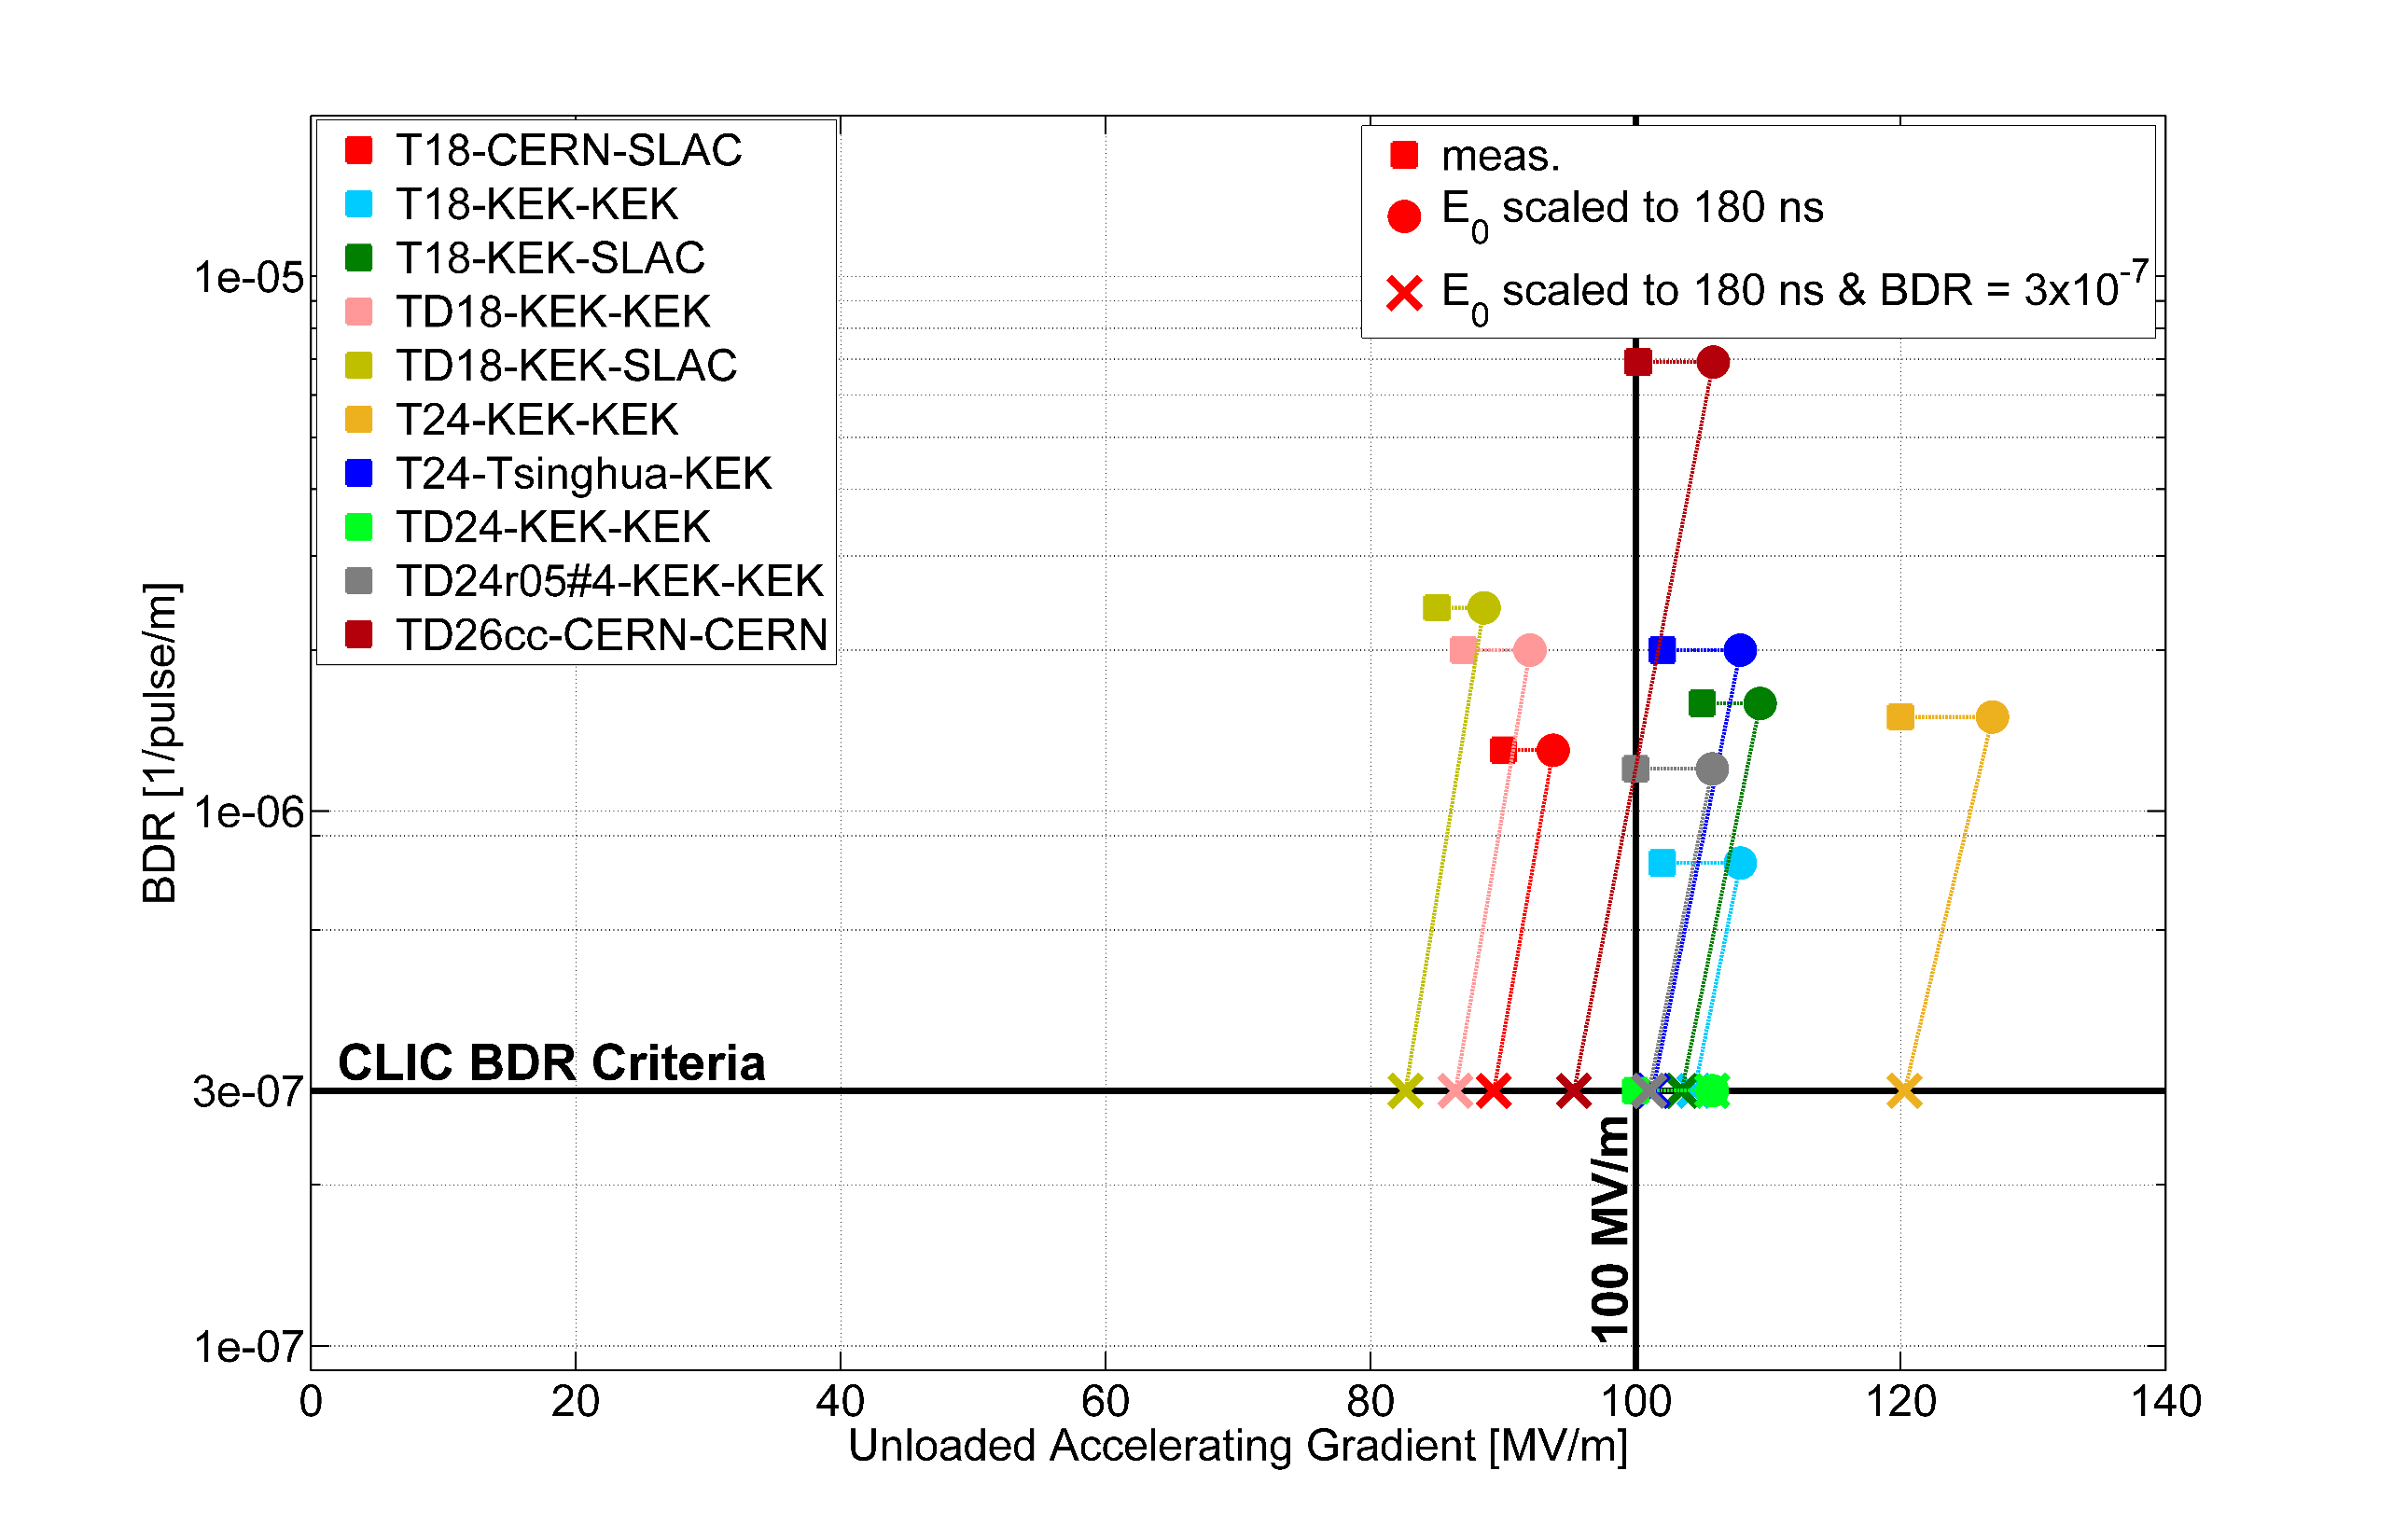 T18-CERN-SLAC
T18-KEK-KEK
T18-KEK-SLAC
TD18-KEK-KEK
TD18-KEK-SLAC
T24-KEK-KEK
T24-Tsinghua-KEK
TD24-KEK-KEK
TD24r05#4-KEK-KEK
TD26cc-CERN-CERN
meas.
E0 scaled to 180 ns
E0 scaled to 180 ns & BDR = 3x10-7
1e-05
1e-06
3e-07
1e-07
BDR [1/pulse/m]
CLIC BDR Criteria
100 MV/m
0 20 40 60 80 100 120 140
Unloaded Accelerating Gradient [MV/m]